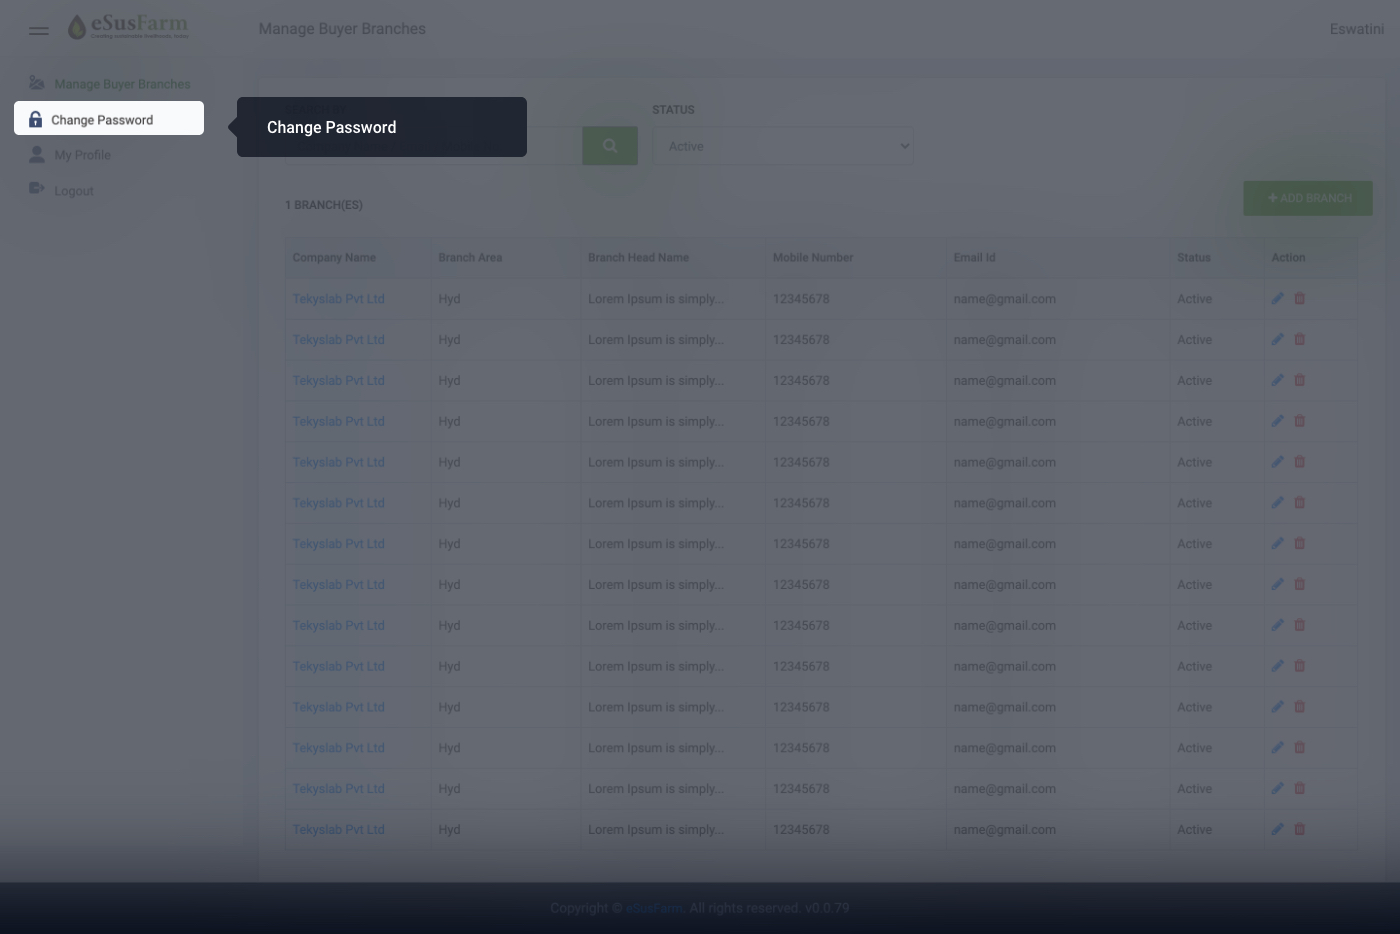 eSusFarm
Manage Buyer Branches
Eswatini
Manage Buyer Branches
Change Password
My Profile
Logout
Change Password
STATUS
Active
1 BRANCH(ES)
+ ADD BRANCH
Company Name Branch Area Branch Head Name Mobile Number Email Id Status Action
Tekyslab Pvt Ltd Hyd Lorem Ipsum is simply... 12345678 name@gmail.com Active
Tekyslab Pvt Ltd Hyd Lorem Ipsum is simply... 12345678 name@gmail.com Active
Tekyslab Pvt Ltd Hyd Lorem Ipsum is simply... 12345678 name@gmail.com Active
Tekyslab Pvt Ltd Hyd Lorem Ipsum is simply... 12345678 name@gmail.com Active
Tekyslab Pvt Ltd Hyd Lorem Ipsum is simply... 12345678 name@gmail.com Active
Tekyslab Pvt Ltd Hyd Lorem Ipsum is simply... 12345678 name@gmail.com Active
Tekyslab Pvt Ltd Hyd Lorem Ipsum is simply... 12345678 name@gmail.com Active
Tekyslab Pvt Ltd Hyd Lorem Ipsum is simply... 12345678 name@gmail.com Active
Tekyslab Pvt Ltd Hyd Lorem Ipsum is simply... 12345678 name@gmail.com Active
Tekyslab Pvt Ltd Hyd Lorem Ipsum is simply... 12345678 name@gmail.com Active
Tekyslab Pvt Ltd Hyd Lorem Ipsum is simply... 12345678 name@gmail.com Active
Tekyslab Pvt Ltd Hyd Lorem Ipsum is simply... 12345678 name@gmail.com Active
Tekyslab Pvt Ltd Hyd Lorem Ipsum is simply... 12345678 name@gmail.com Active
Tekyslab Pvt Ltd Hyd Lorem Ipsum is simply... 12345678 name@gmail.com Active
Copyright © eSusFarm. All rights reserved. v0.0.79